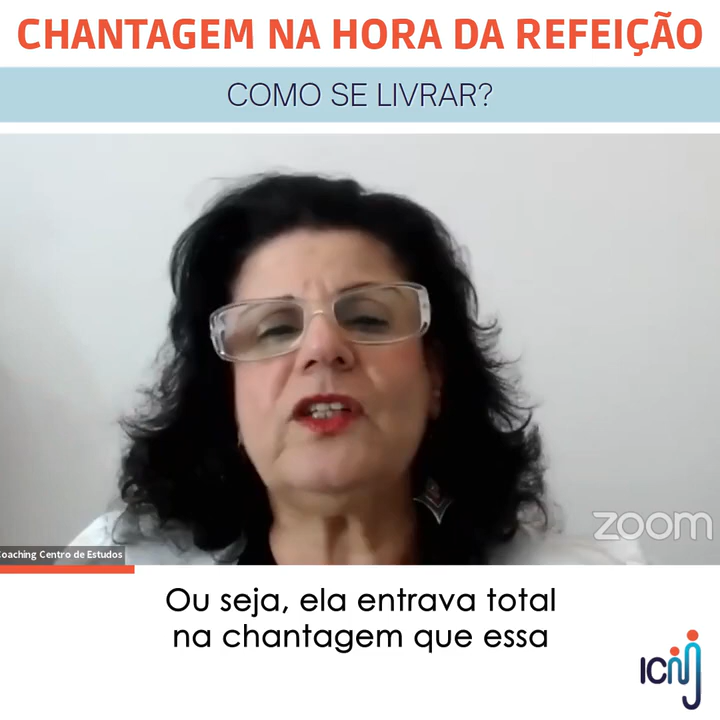 CHANTAGEM NA HORA DA REFEIÇÃO
COMO SE LIVRAR?
zoom
Coaching Centro de Estudos
Ou seja, ela entrava total
na chantagem que essa
ICNJ